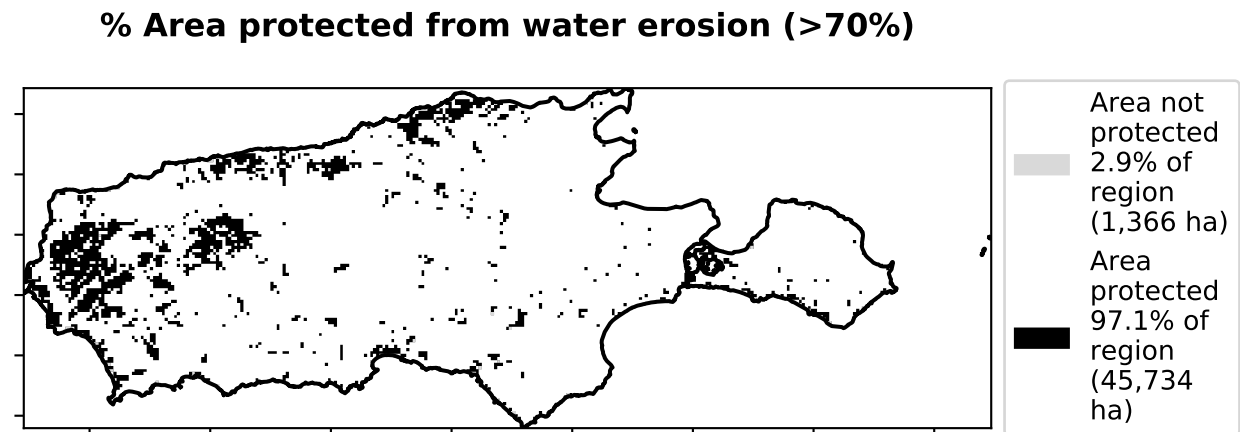 % Area protected from water erosion (>70%)
Area not
protected
2.9% of
region
(1,366 ha)
Area
protected
97.1% of
region
(45,734
ha)